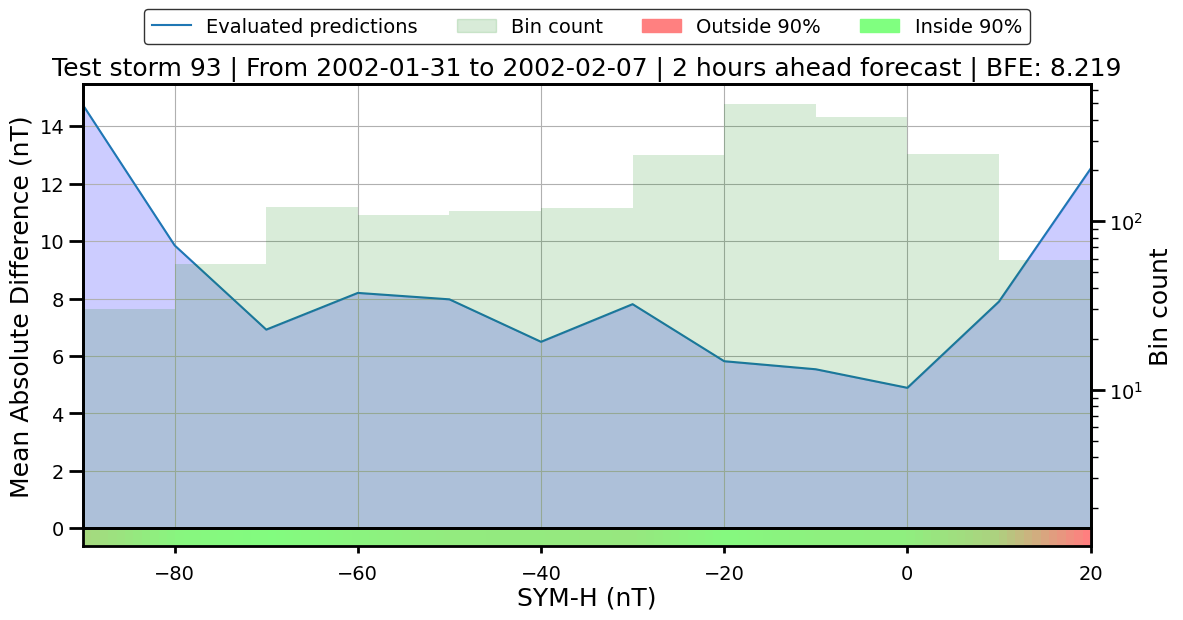 Evaluated predictions Bin count Outside 90% Inside 90%
Test storm 93 | From 2002-01-31 to 2002-02-07 | 2 hours ahead forecast | BFE: 8.219
Mean Absolute Difference (nT)
14
12
10
8
6
4
2
0
10²
10¹
Bin count
−80 −60 −40 −20 0 20
SYM-H (nT)